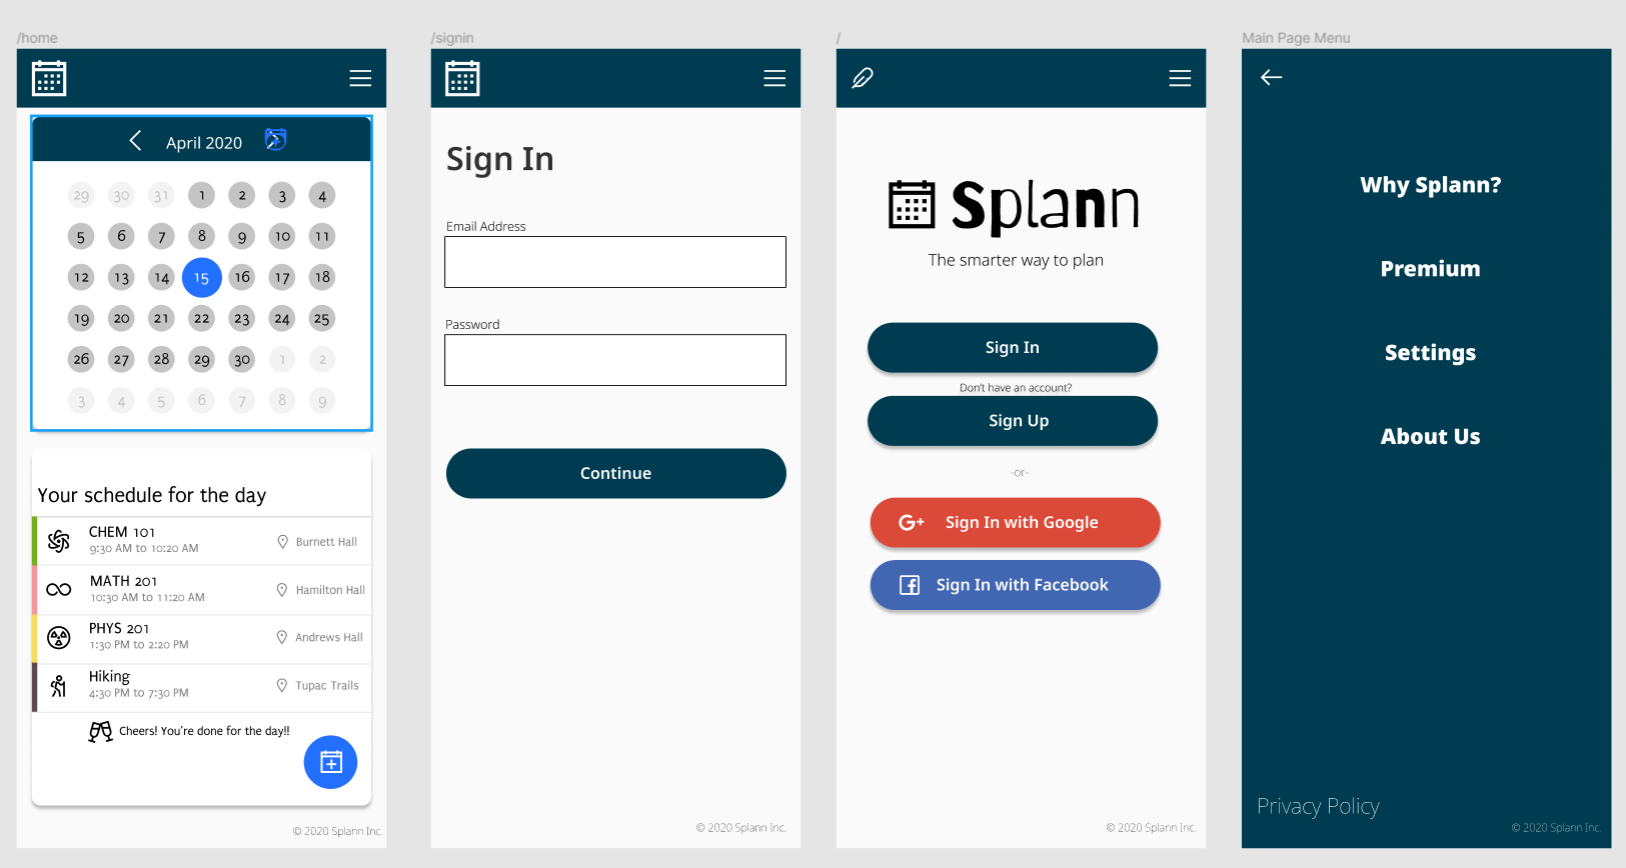 /home
April 2020
29 30 31 1 2 3 4
5 6 7 8 9 10 11
12 13 14 15 16 17 18
19 20 21 22 23 24 25
26 27 28 29 30 1 2
3 4 5 6 7 8 9
Your schedule for the day
CHEM 101
9:30 AM to 10:20 AM
Burnett Hall
MATH 201
10:30 AM to 11:20 AM
Hamilton Hall
PHYS 201
1:30 PM to 2:20 PM
Andrews Hall
Hiking
4:30 PM to 7:30 PM
Tupac Trails
Cheers! You're done for the day!!
© 2020 Splann Inc.
/signin
Sign In
Email Address
Password
Continue
© 2020 Splann Inc.
/
Splann
The smarter way to plan
Sign In
Don't have an account?
Sign Up
-or-
G+ Sign In with Google
Sign In with Facebook
© 2020 Splann Inc.
Main Page Menu
Why Splann?
Premium
Settings
About Us
Privacy Policy
© 2020 Splann Inc.